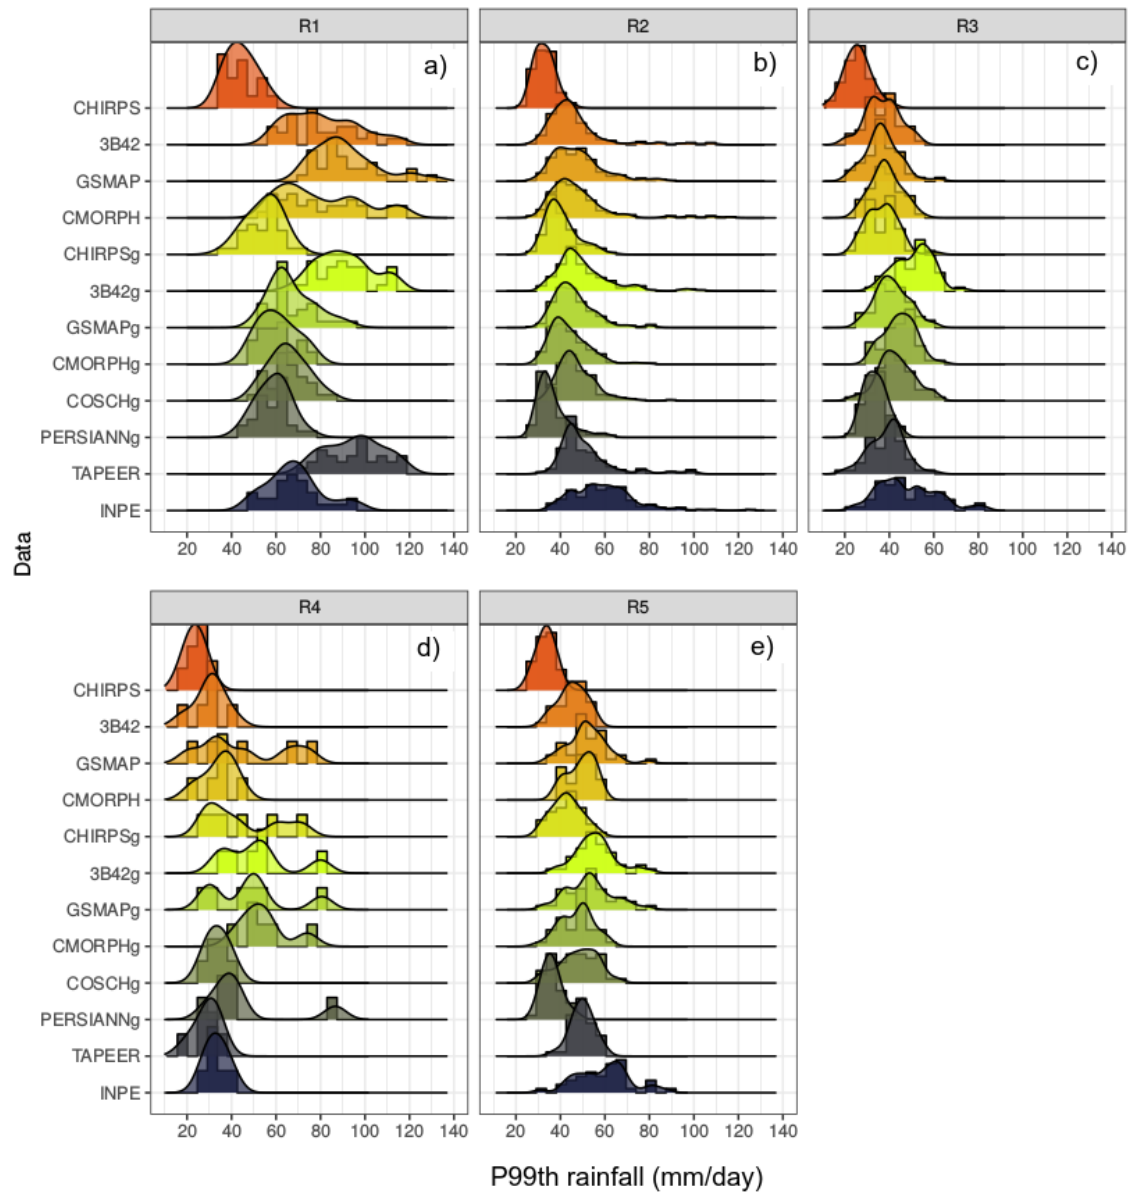 R1
R2
R3
a)
b)
c)
CHIRPS
3B42
GSMAP
CMORPH
CHIRPSg
3B42g
GSMAPg
CMORPHg
COSCHg
PERSIANNg
TAPEER
INPE
20 40 60 80 100 120 140
20 40 60 80 100 120 140
20 40 60 80 100 120 140
Data
R4
R5
d)
e)
CHIRPS
3B42
GSMAP
CMORPH
CHIRPSg
3B42g
GSMAPg
CMORPHg
COSCHg
PERSIANNg
TAPEER
INPE
20 40 60 80 100 120 140
20 40 60 80 100 120 140
P99th rainfall (mm/day)